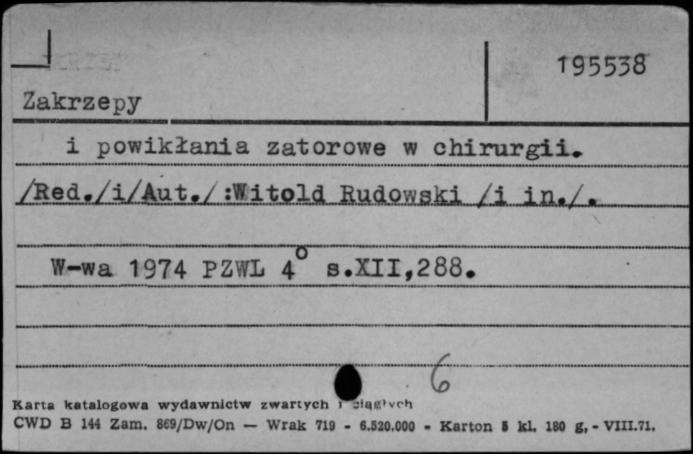 195538
Zakrzepy
i powikłania zatorowe w chirurgii.
/Red./i/Aut./:Witold Rudowski /i in./.
W-wa 1974 PZWL 4° s.XII,288.
6
Karta katalogowa wydawnictw zwartych i ciągłych
CWD B 144 Zam. 869/Dw/On — Wrak 719 - 6.520.000 - Karton 5 kl. 180 g, - VIII.71.